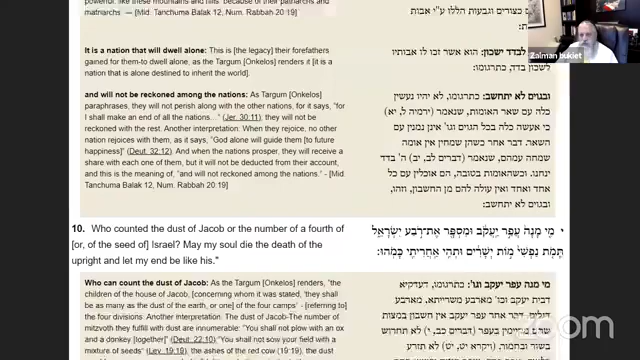 powerful, like these mountains and hills" because of their patriarchs and
matriarchs. — [Mid. Tanchuma Balak 12, Num. Rabbah 20:19]
It is a nation that will dwell alone: This is [the legacy] their forefathers
gained for them-to dwell alone, as the Targum [Onkelos] renders it [it is a
nation that is alone destined to inherit the world].
and will not be reckoned among the nations: As Targum [Onkelos]
paraphrases, they will not perish along with the other nations, for it says, "for
I shall make an end of all the nations..." (Jer. 30:11); they will not be
reckoned with the rest. Another interpretation: When they rejoice, no other
nation rejoices with them, as it says, "God alone will guide them [to future
happiness]" (Deut. 32:12). And when the nations prosper, they will receive a
share with each one of them, but it will not be deducted from their account,
and this is the meaning of, "and will not reckoned among the nations." - [Mid.
Tanchuma Balak 12, Num. Rabbah 20:19]
10. Who counted the dust of Jacob or the number of a fourth of
[or, of the seed of] Israel? May my soul die the death of the
upright and let my end be like his."
Who can count the dust of Jacob: As the Targum [Onkelos] renders, "the
children of the house of Jacob, [concerning whom it was stated, 'they shall
be as many as the dust of the earth, or one] of the four camps' - [referring] to
the four divisions. Another interpretation: The dust of Jacob-The number of
mitzvoth they fulfill with dust are innumerable: "You shall not plow with an ox
and a donkey [together]" (Deut. 22:10); "You shall not sow your field with a
mixture of seeds" (Lev. 19:19), the ashes of the red cow (19:19), the dust
כצורים וגבעות הללו ע"י אבות
לבדד ישכון: הוא אשר זכו לו אבותיו
לשכון בדד, כתרגומו:
ובגוים לא יתחשב: כתרגומו, לא יהיו נעשין
כלה עם שאר האומות, שנאמר (ירמיה ל, יא)
כי אעשה כלה בכל הגוים וגו' אינן נמנין עם
השאר. דבר אחר כשהן שמחין אין אומה
שמחה עמהם, שנאמר (דברים לב, יב) ה' בדד
ינחנו. וכשהאומות בטובה, הם אוכלין עם כל
אחד ואחד ואין עולה להם מן החשבון, וזהו,
ובגוים לא יתחשב:
י מִי מָנָה עֲפַר יַעֲקֹב וּמִסְפָּר אֶת־רֹבַע יִשְׂרָאֵל
תָּמֹת נַפְשִׁי מוֹת יְשָׁרִים וּתְהִי אַחֲרִיתִי כָּמֹהוּ:
מי מנה עפר יעקב וגו': כתרגומו, דעדקיא
דבית יעקב וכו' מארבע משרייתא, מארבע
דגלים. דבר אחר עפר יעקב אין חשבון במצות
שהם מקיימין בעפר (דברים כב, י) לא תחרוש
בשור ובחמור, (ויקרא יט, יט) לא תזרע
Zalman bukiet
zoom